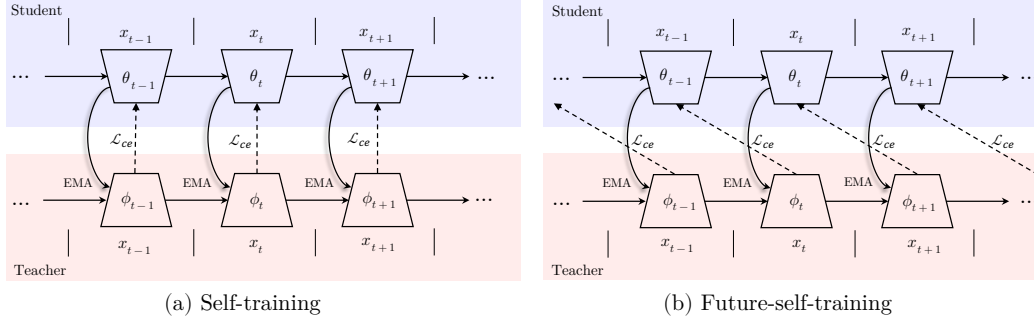 Student
x_{t−1} x_t x_{t+1}
... θ_{t−1} θ_t θ_{t+1} ...
ℒ_{ce} ℒ_{ce} ℒ_{ce}
EMA EMA EMA
... ϕ_{t−1} ϕ_t ϕ_{t+1} ...
x_{t−1} x_t x_{t+1}
Teacher
(a) Self-training
Student
x_{t−1} x_t x_{t+1}
... θ_{t−1} θ_t θ_{t+1} ...
ℒ_{ce} ℒ_{ce} ℒ_{ce}
EMA EMA EMA
... ϕ_{t−1} ϕ_t ϕ_{t+1} ...
x_{t−1} x_t x_{t+1}
Teacher
(b) Future-self-training